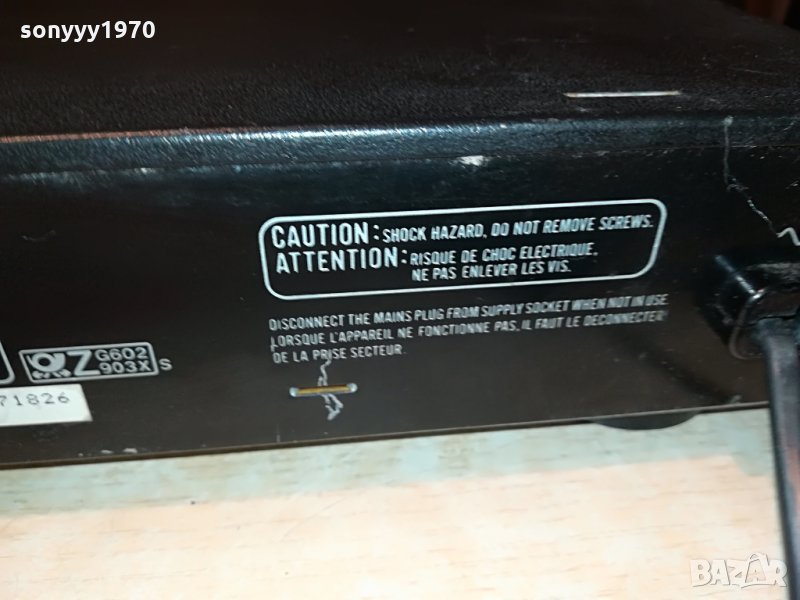 sonyyy1970
CAUTION: SHOCK HAZARD, DO NOT REMOVE SCREWS.
ATTENTION: RISQUE DE CHOC ELECTRIQUE,
NE PAS ENLEVER LES VIS.
DISCONNECT THE MAINS PLUG FROM SUPPLY SOCKET WHEN NOT IN USE
LORSQUE L'APPAREIL NE FONCTIONNE PAS, IL FAUT LE DECONNECTER
DE LA PRISE SECTEUR.
Z G602
903X S
71826
BAZAR